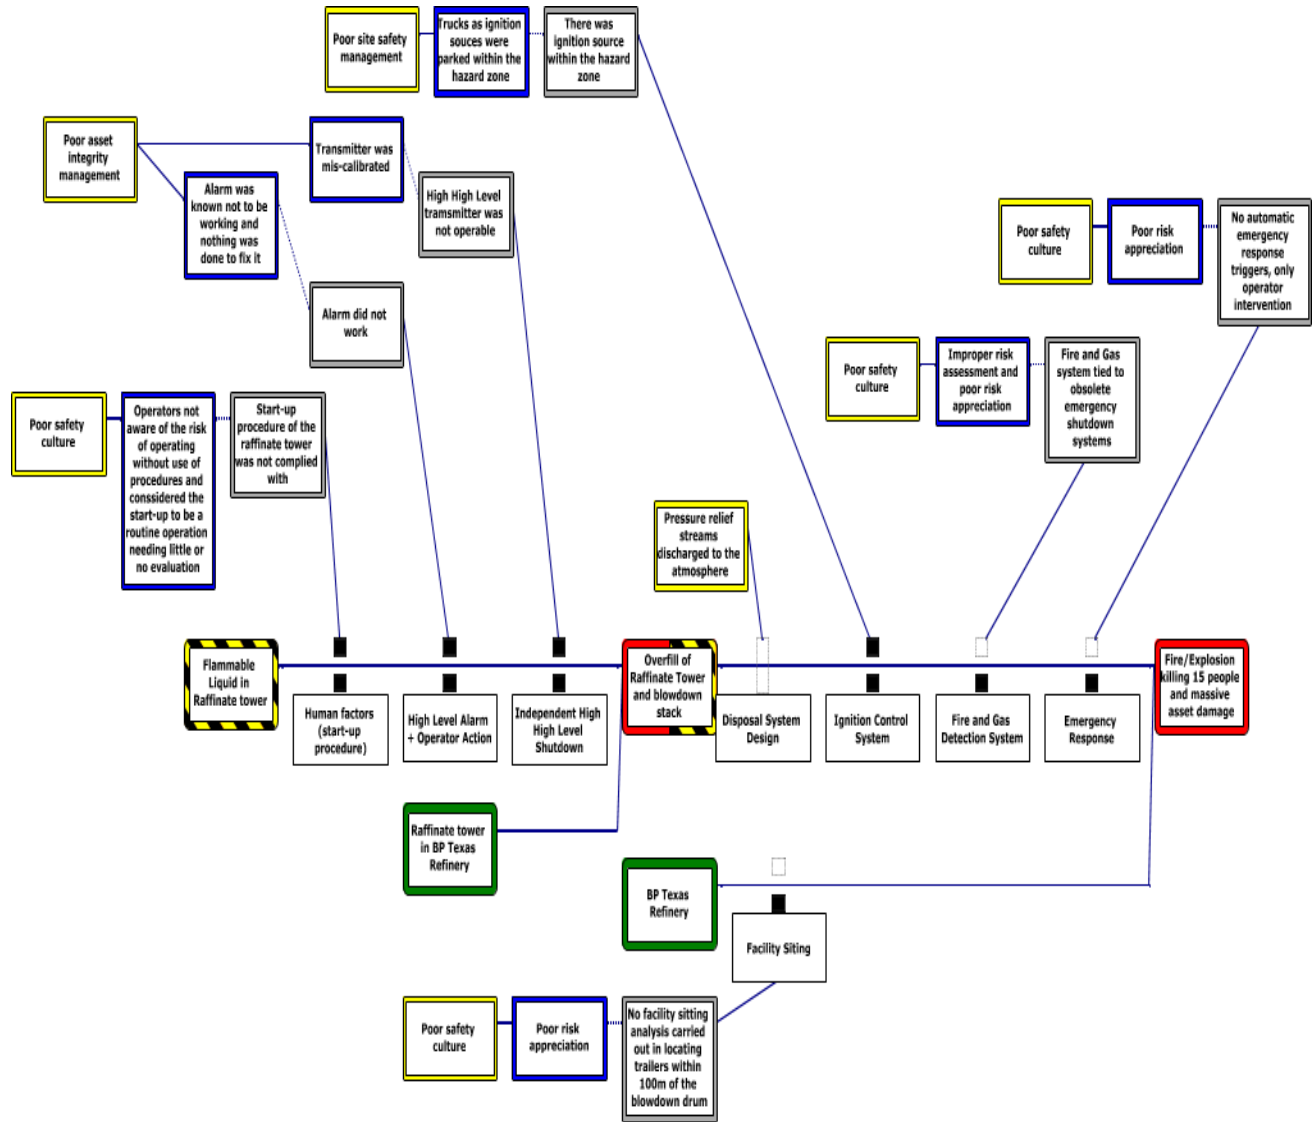 Poor site safety
management
Trucks as ignition
souces were
parked within the
hazard zone
There was
ignition source
within the hazard
zone
Poor asset
integrity
management
Transmitter was
mis-calibrated
Alarm was
known not to be
working and
nothing was
done to fix it
High High Level
tramsmitter was
not operable
Alarm did not
work
Poor safety
culture
Poor risk
appreciation
No automatic
emergency
response
triggers, only
operator
intervention
Poor safety
culture
Improper risk
assessment and
poor risk
appreciation
Fire and Gas
system tied to
obsolete
emergency
shutdown
systems
Poor safety
culture
Operators not
aware of the risk
of operating
without use of
procedures and
conssidered the
start-up to be a
routine operation
needing little or
no evaluation
Start-up
procedure of the
raffinate tower
was not complied
with
Pressure relief
streams
discharged to the
atmosphere
Flammable
Liquid in
Raffinate tower
Human factors
(start-up
procedure)
High Level Alarm
+ Operator Action
Independent High
High Level
Shutdown
Overfill of
Raffinate Tower
and blowdown
stack
Disposal System
Design
Ignition Control
System
Fire and Gas
Detection System
Emergency
Response
Fire/Explosion
killing 15 people
and massive
asset damage
Raffinate tower
in BP Texas
Refinery
BP Texas
Refinery
Facility Siting
Poor safety
culture
Poor risk
appreciation
No facility sitting
analysis carried
out in locating
trailers within
100m of the
blowdown drum